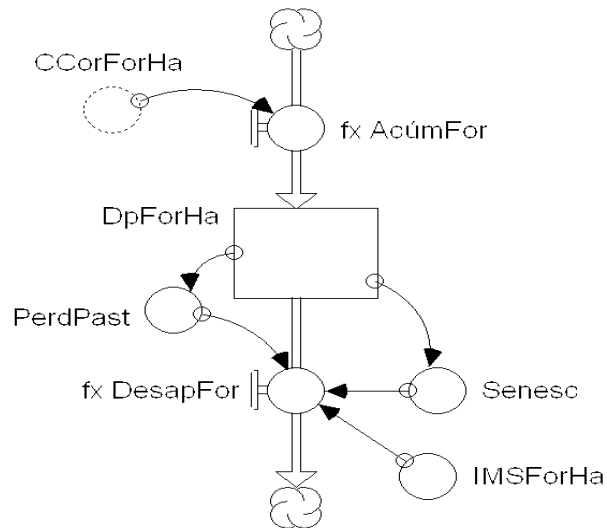 CCorForHa
fx AcúmFor
DpForHa
PerdPast
fx DesapFor
Senesc
IMSForHa